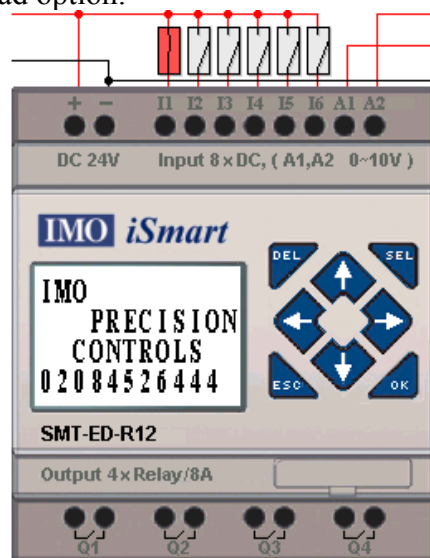 ad option.
+ − I1 I2 I3 I4 I5 I6 A1 A2
DC 24V Input 8×DC, ( A1,A2 0~10V )
IMO iSmart
DEL SEL
IMO
PRECISION
CONTROLS
02084526444
ESC OK
SMT-ED-R12
Output 4×Relay/8A
Q1 Q2 Q3 Q4